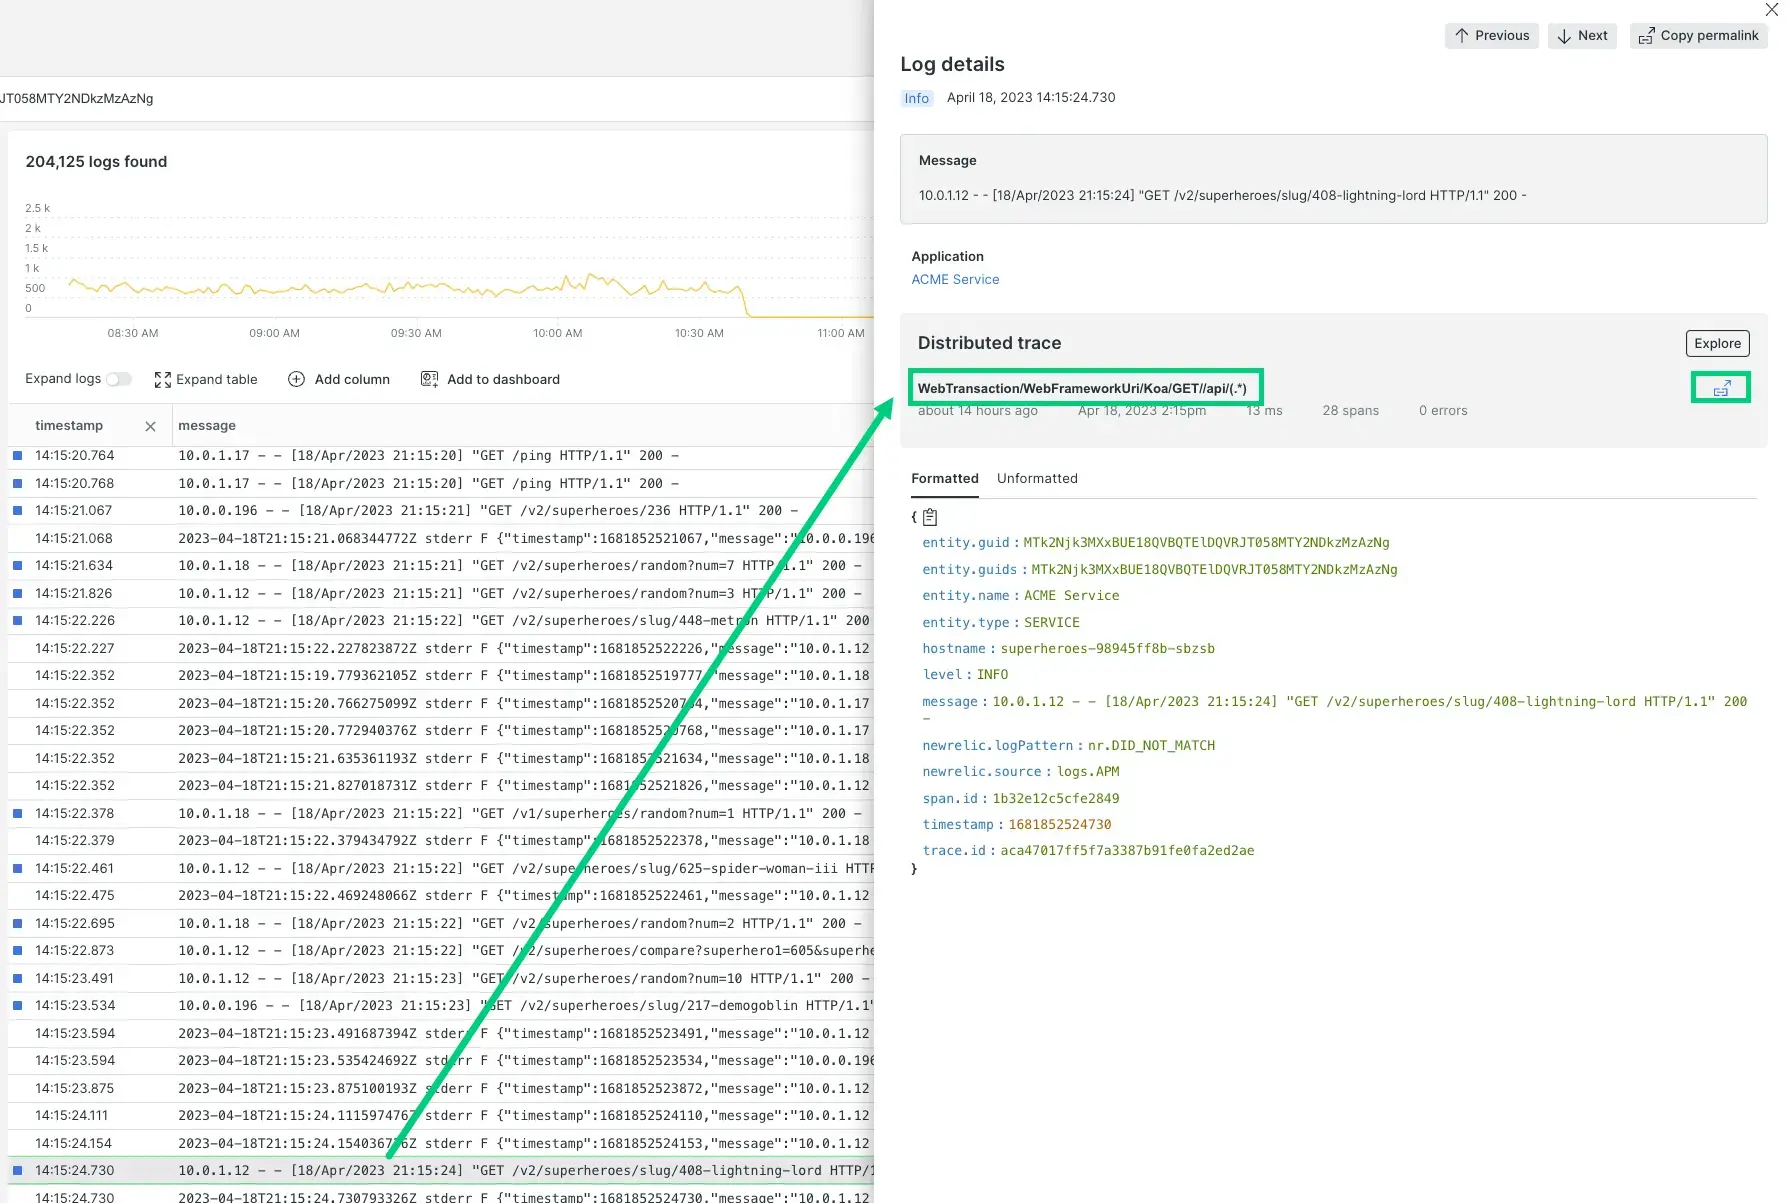 JT058MTY2NDkzMzAzNg
204,125 logs found
2.5 k
2 k
1.5 k
1 k
500
0
08:30 AM 09:00 AM 09:30 AM 10:00 AM 10:30 AM 11:00 AM
Expand logs Expand table Add column Add to dashboard
timestamp message
14:15:20.764 10.0.1.17 - - [18/Apr/2023 21:15:20] "GET /ping HTTP/1.1" 200 -
14:15:20.768 10.0.1.17 - - [18/Apr/2023 21:15:20] "GET /ping HTTP/1.1" 200 -
14:15:21.067 10.0.0.196 - - [18/Apr/2023 21:15:21] "GET /v2/superheroes/236 HTTP/1.1" 200 -
14:15:21.068 2023-04-18T21:15:21.068344772Z stderr F {"timestamp":1681852521067,"message":"10.0.0.196
14:15:21.634 10.0.1.18 - - [18/Apr/2023 21:15:21] "GET /v2/superheroes/random?num=7 HTTP/1.1" 200 -
14:15:21.826 10.0.1.12 - - [18/Apr/2023 21:15:21] "GET /v2/superheroes/random?num=3 HTTP/1.1" 200 -
14:15:22.226 10.0.1.12 - - [18/Apr/2023 21:15:22] "GET /v2/superheroes/slug/448-metron HTTP/1.1" 200
14:15:22.227 2023-04-18T21:15:22.227823872Z stderr F {"timestamp":1681852522226,"message":"10.0.1.12
14:15:22.352 2023-04-18T21:15:19.779362105Z stderr F {"timestamp":1681852519777,"message":"10.0.1.18
14:15:22.352 2023-04-18T21:15:20.766275099Z stderr F {"timestamp":1681852520764,"message":"10.0.1.17
14:15:22.352 2023-04-18T21:15:20.772940376Z stderr F {"timestamp":1681852520768,"message":"10.0.1.17
14:15:22.352 2023-04-18T21:15:21.635361193Z stderr F {"timestamp":1681852521634,"message":"10.0.1.18
14:15:22.352 2023-04-18T21:15:21.827018731Z stderr F {"timestamp":1681852521826,"message":"10.0.1.12
14:15:22.378 10.0.1.18 - - [18/Apr/2023 21:15:22] "GET /v1/superheroes/random?num=1 HTTP/1.1" 200 -
14:15:22.379 2023-04-18T21:15:22.379434792Z stderr F {"timestamp":1681852522378,"message":"10.0.1.18
14:15:22.461 10.0.1.12 - - [18/Apr/2023 21:15:22] "GET /v2/superheroes/slug/625-spider-woman-iii HTTP
14:15:22.475 2023-04-18T21:15:22.469248066Z stderr F {"timestamp":1681852522461,"message":"10.0.1.12
14:15:22.695 10.0.1.18 - - [18/Apr/2023 21:15:22] "GET /v2/superheroes/random?num=2 HTTP/1.1" 200 -
14:15:22.873 10.0.1.12 - - [18/Apr/2023 21:15:22] "GET /v2/superheroes/compare?superhero1=605&superhe
14:15:23.491 10.0.1.12 - - [18/Apr/2023 21:15:23] "GET /v2/superheroes/random?num=10 HTTP/1.1" 200 -
14:15:23.534 10.0.0.196 - - [18/Apr/2023 21:15:23] "GET /v2/superheroes/slug/217-demogoblin HTTP/1.1"
14:15:23.594 2023-04-18T21:15:23.491687394Z stderr F {"timestamp":1681852523491,"message":"10.0.1.12
14:15:23.594 2023-04-18T21:15:23.535424692Z stderr F {"timestamp":1681852523534,"message":"10.0.0.196
14:15:23.875 2023-04-18T21:15:23.875100193Z stderr F {"timestamp":1681852523872,"message":"10.0.1.12
14:15:24.111 2023-04-18T21:15:24.111597476Z stderr F {"timestamp":1681852524110,"message":"10.0.1.12
14:15:24.154 stderr F {"timestamp":1681852524153,"message":"10.0.1.12
14:15:24.730 10.0.1.12 - - [18/Apr/2023 21:15:24] "GET /v2/superheroes/slug/408-lightning-lord HTTP/1
14:15:24.730 2023-04-18T21:15:24.730793326Z stderr F {"timestamp":1681852524730,"message":"10.0.1.12
Previous Next Copy permalink
Log details
Info April 18, 2023 14:15:24.730
Message
10.0.1.12 - - [18/Apr/2023 21:15:24] "GET /v2/superheroes/slug/408-lightning-lord HTTP/1.1" 200 -
Application
ACME Service
Distributed trace Explore
WebTransaction/WebFrameworkUri/Koa/GET//api/(.*)
about 14 hours ago Apr 18, 2023 2:15pm 13 ms 28 spans 0 errors
Formatted Unformatted
{
entity.guid : MTk2Njk3MXxBUE18QVBQTElDQVRJT058MTY2NDkzMzAzNg
entity.guids : MTk2Njk3MXxBUE18QVBQTElDQVRJT058MTY2NDkzMzAzNg
entity.name : ACME Service
entity.type : SERVICE
hostname : superheroes-98945ff8b-sbzsb
level : INFO
message : 10.0.1.12 - - [18/Apr/2023 21:15:24] "GET /v2/superheroes/slug/408-lightning-lord HTTP/1.1" 200
-
newrelic.logPattern : nr.DID_NOT_MATCH
newrelic.source : logs.APM
span.id : 1b32e12c5cfe2849
timestamp : 1681852524730
trace.id : aca47017ff5f7a3387b91fe0fa2ed2ae
}